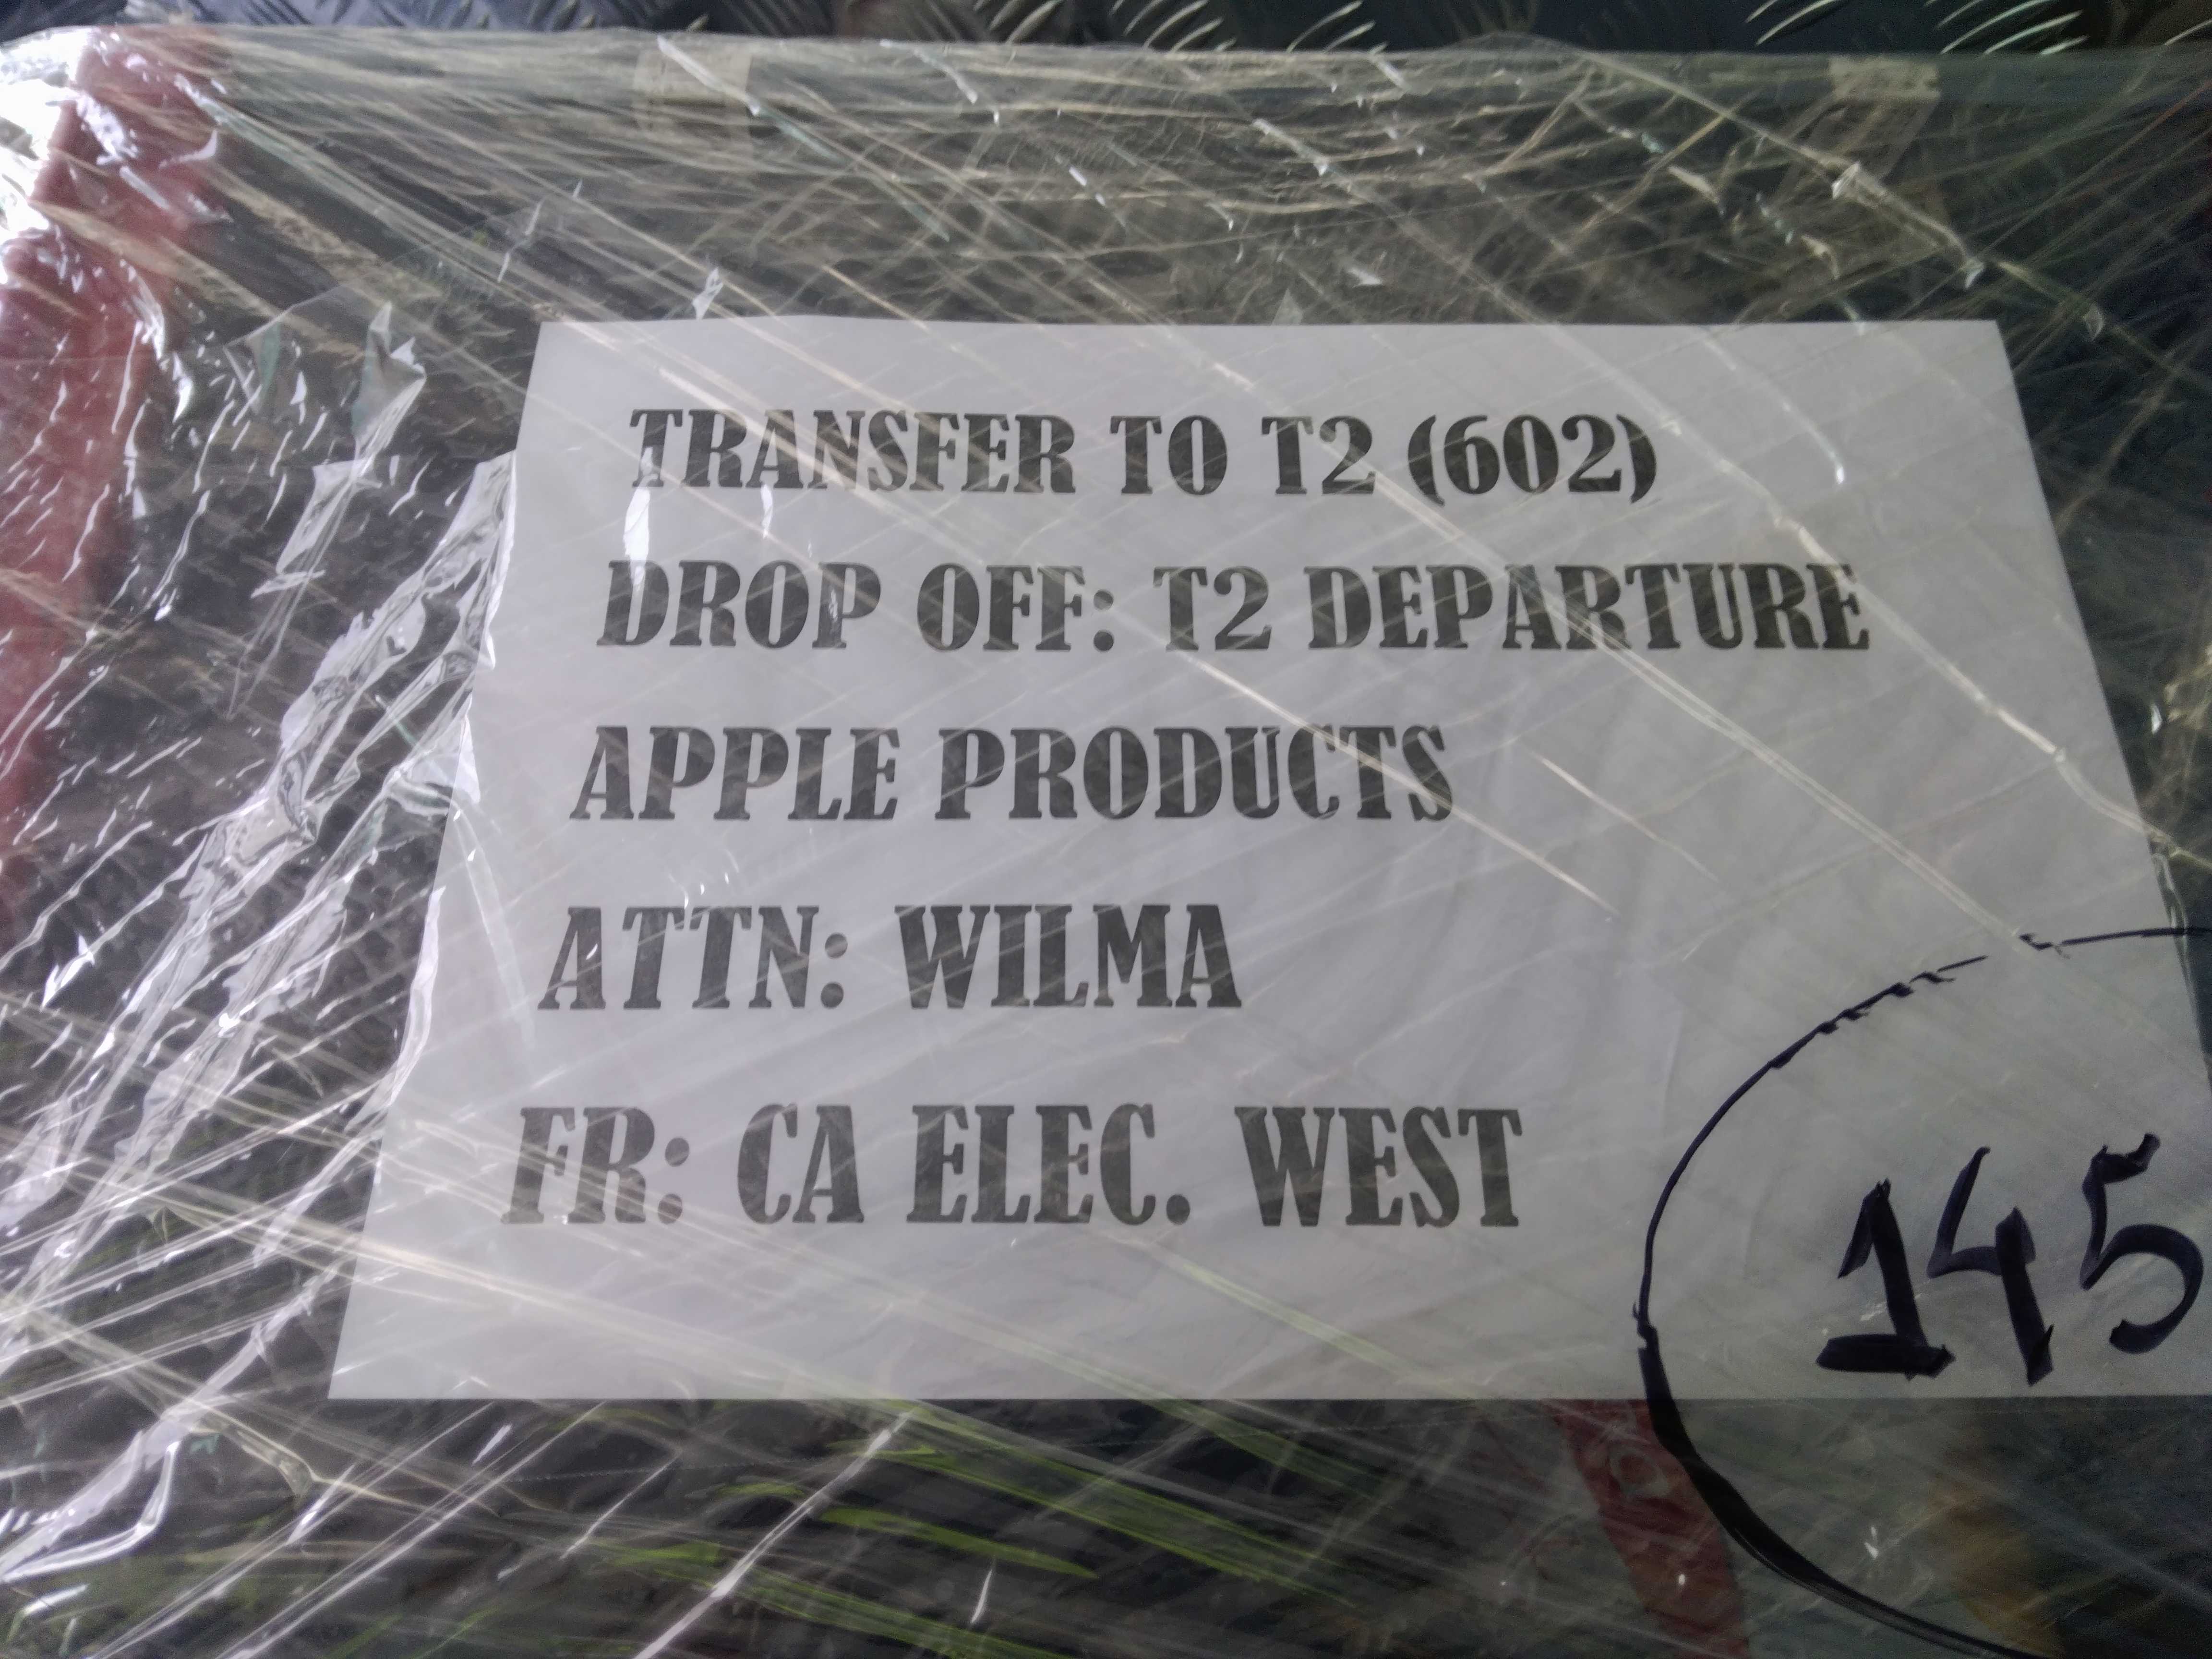 TRANSFER TO T2 (602)
DROP OFF: T2 DEPARTURE
APPLE PRODUCTS
ATTN: WILMA
FR: CA ELEC. WEST
145